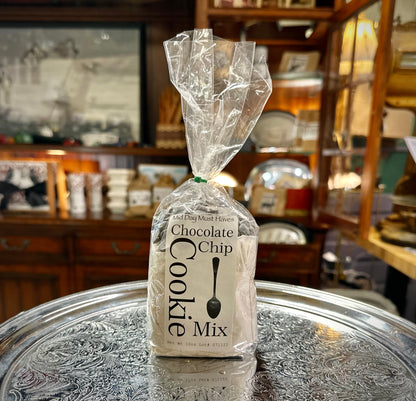 Mid Day Must Haves
Chocolate
Chip
Cookie
Mix